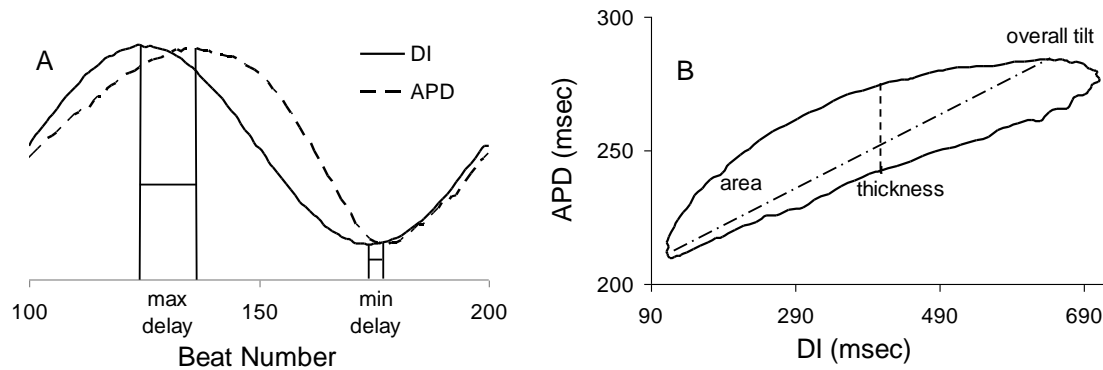 A
DI
APD
100
150
200
max
delay
min
delay
Beat Number
B
overall tilt
area
thickness
300
250
200
APD (msec)
90
290
490
690
DI (msec)